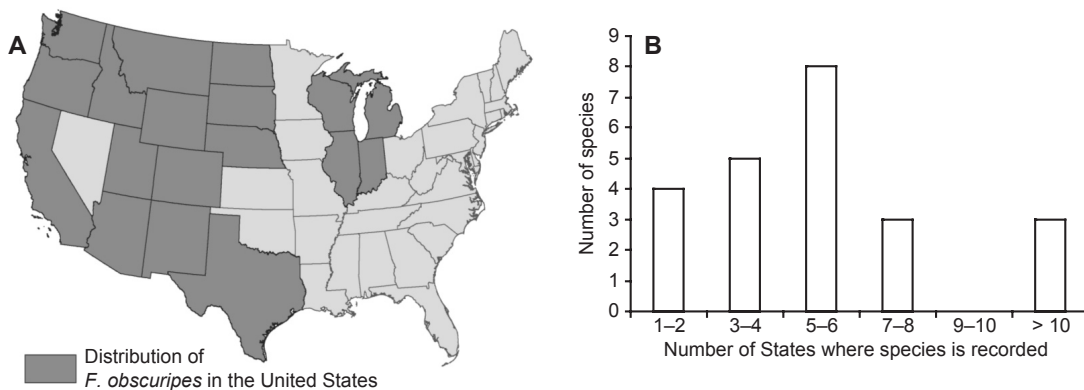 A
Distribution of
F. obscuripes in the United States
B
Number of species
9
8
7
6
5
4
3
2
1
0
1–2 3–4 5–6 7–8 9–10 > 10
Number of States where species is recorded